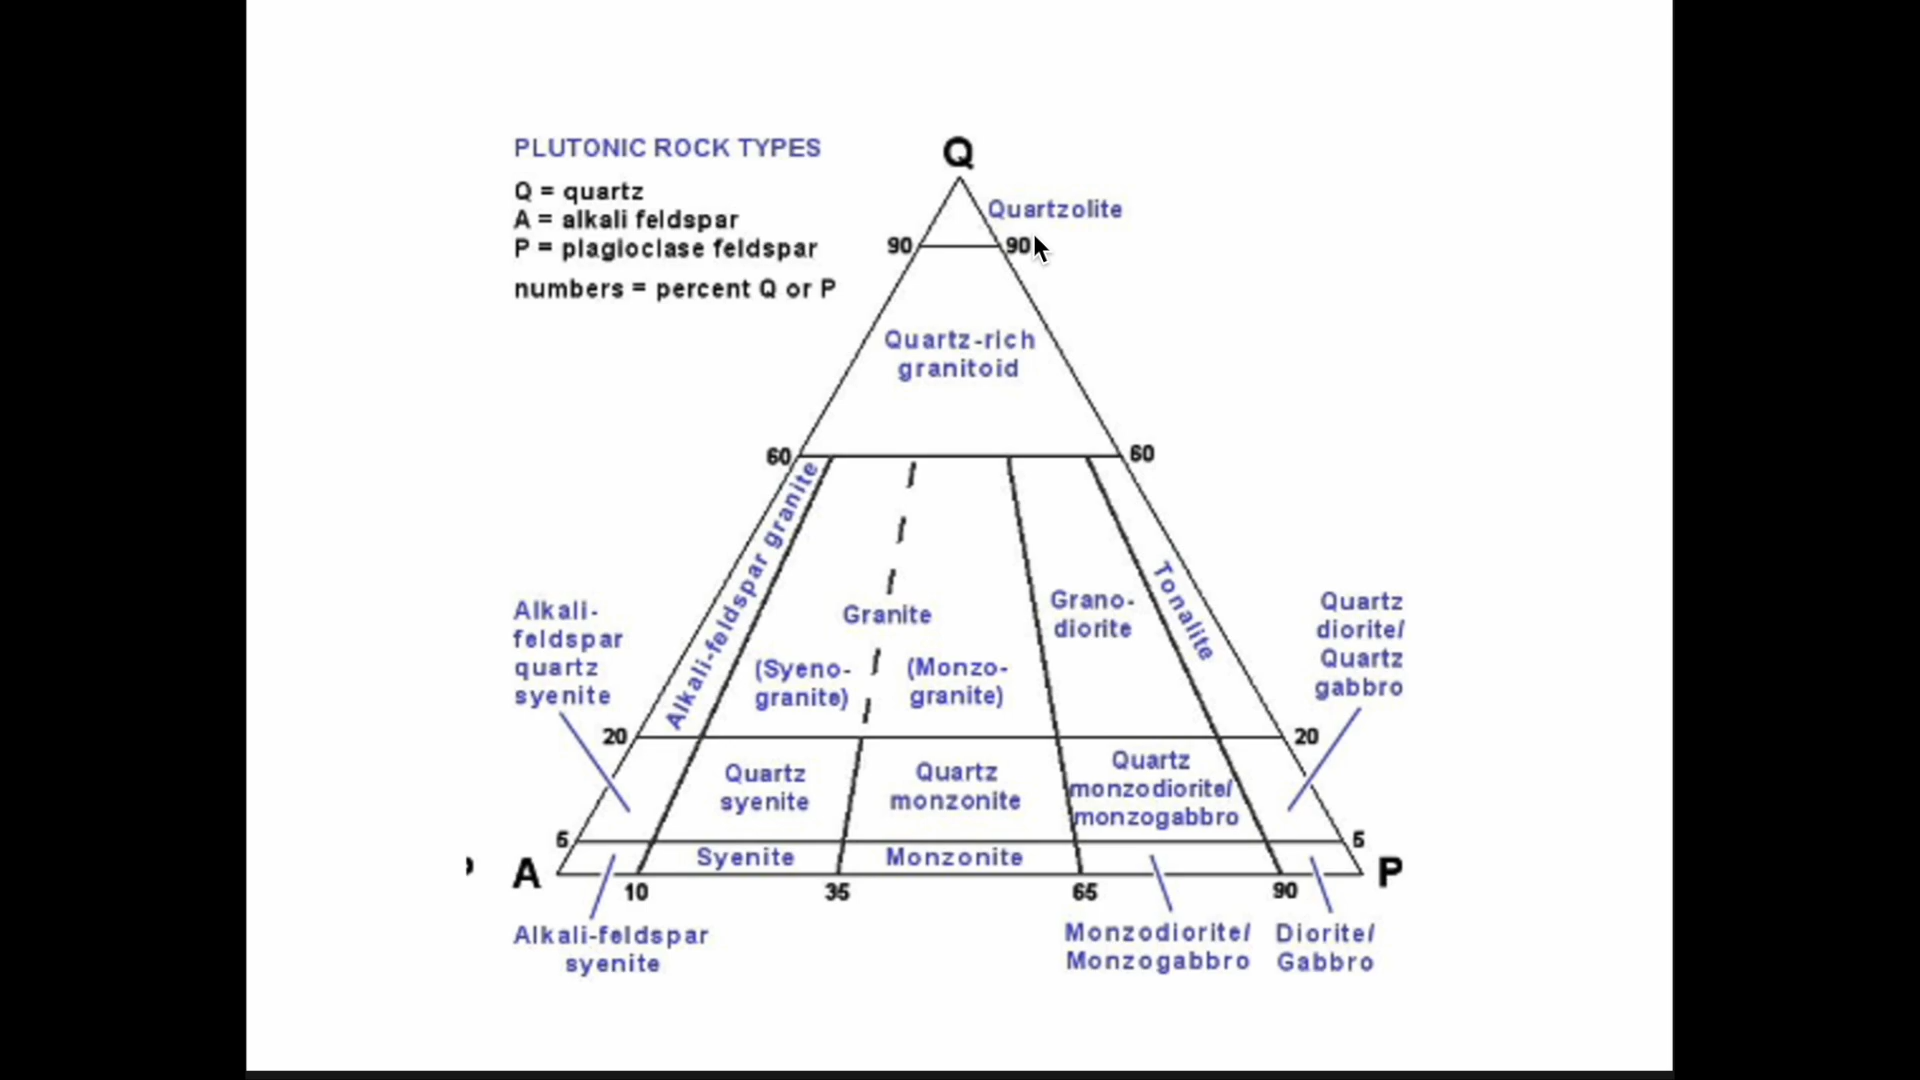 PLUTONIC ROCK TYPES
Q = quartz
A = alkali feldspar
P = plagioclase feldspar
numbers = percent Q or P
Q
Quartzolite
90
90
Quartz-rich
granitoid
60
60
Alkali-feldspar granite
Tonalite
Granite
(Syeno-
granite)
(Monzo-
granite)
Grano-
diorite
Alkali-
feldspar
quartz
syenite
Quartz
diorite/
Quartz
gabbro
20
20
Quartz
syenite
Quartz
monzonite
Quartz
monzodiorite/
monzogabbro
5
5
Syenite
Monzonite
A
P
10
35
65
90
Alkali-feldspar
syenite
Monzodiorite/
Monzogabbro
Diorite/
Gabbro